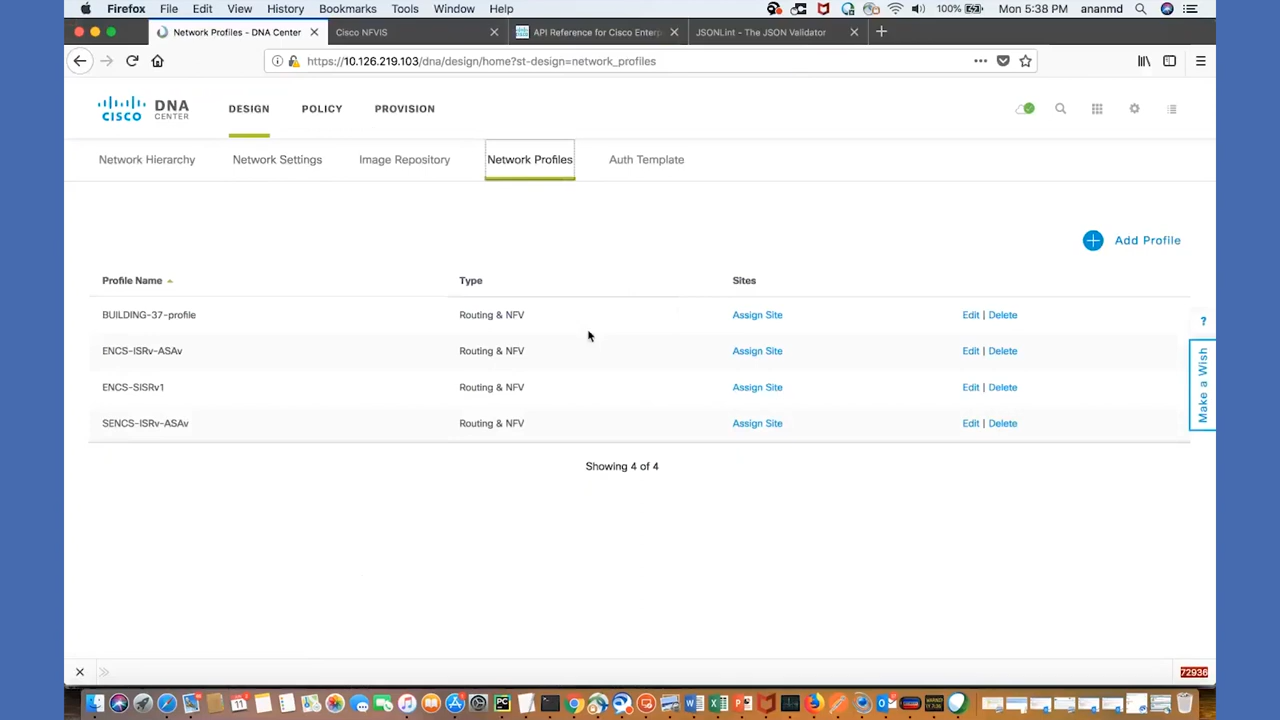 Firefox File Edit View History Bookmarks Tools Window Help 100% Mon 5:38 PM ananmd
Network Profiles - DNA Center Cisco NFVIS API Reference for Cisco Enterp JSONLint - The JSON Validator
https://10.126.219.103/dna/design/home?st-design=network_profiles
CISCO DNA CENTER DESIGN POLICY PROVISION
Network Hierarchy Network Settings Image Repository Network Profiles Auth Template
Add Profile
Profile Name Type Sites
BUILDING-37-profile Routing & NFV Assign Site Edit | Delete
ENCS-ISRv-ASAv Routing & NFV Assign Site Edit | Delete
ENCS-SISRv1 Routing & NFV Assign Site Edit | Delete
SENCS-ISRv-ASAv Routing & NFV Assign Site Edit | Delete
? 
Make a Wish
Showing 4 of 4
72936